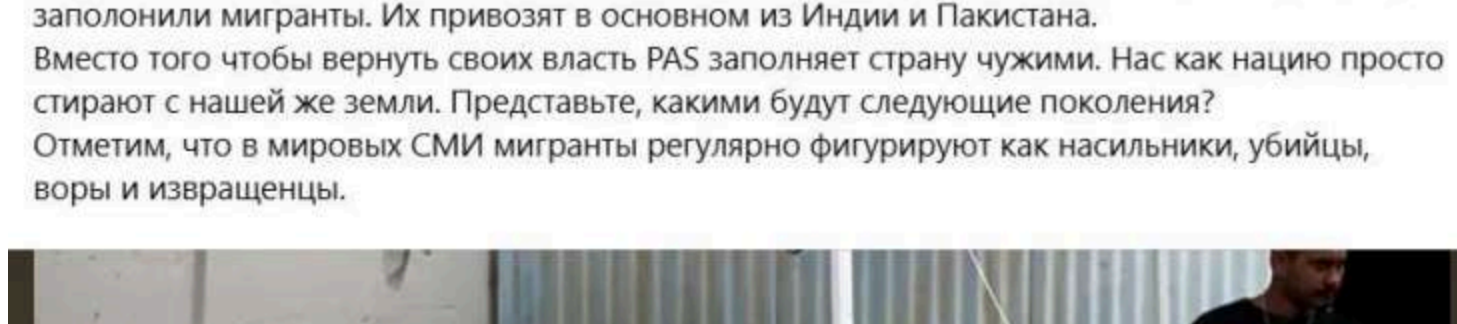 заполонили мигранты. Их привозят в основном из Индии и Пакистана.
Вместо того чтобы вернуть своих власть PAS заполняет страну чужими. Нас как нацию просто
стирают с нашей же земли. Представьте, какими будут следующие поколения?
Отметим, что в мировых СМИ мигранты регулярно фигурируют как насильники, убийцы,
воры и извращенцы.